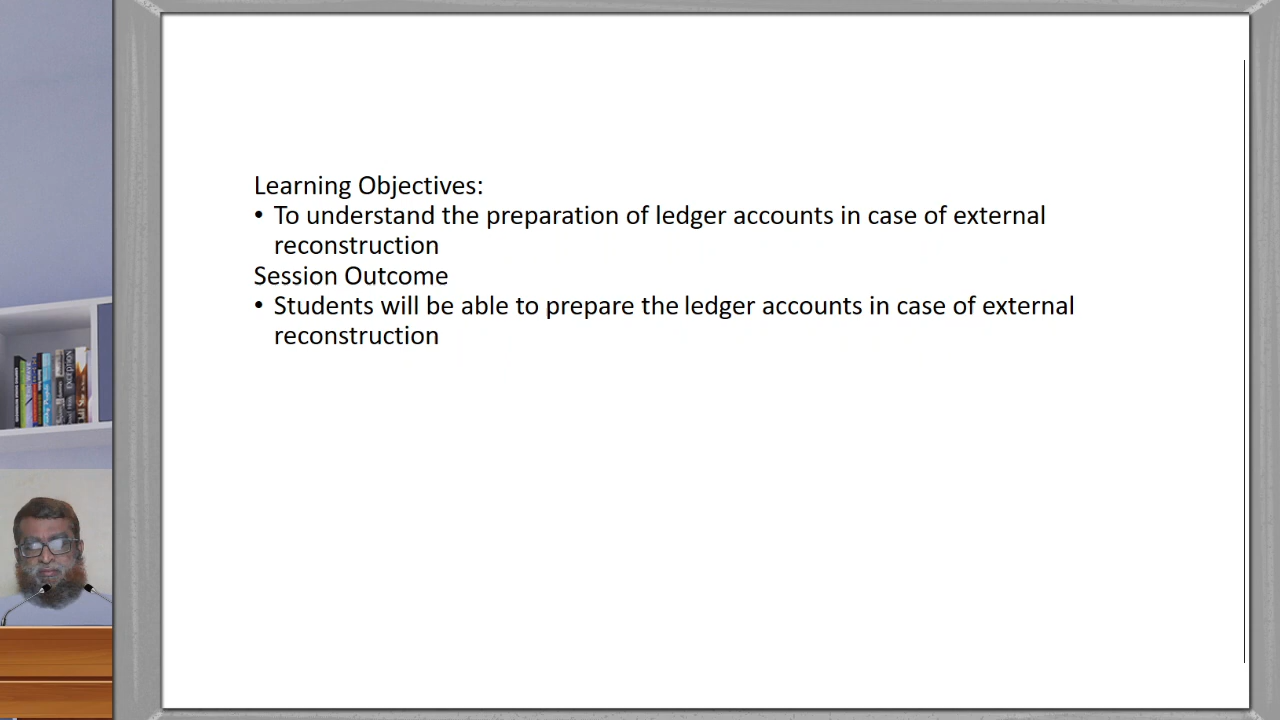 Learning Objectives:
• To understand the preparation of ledger accounts in case of external
reconstruction
Session Outcome
• Students will be able to prepare the ledger accounts in case of external
reconstruction